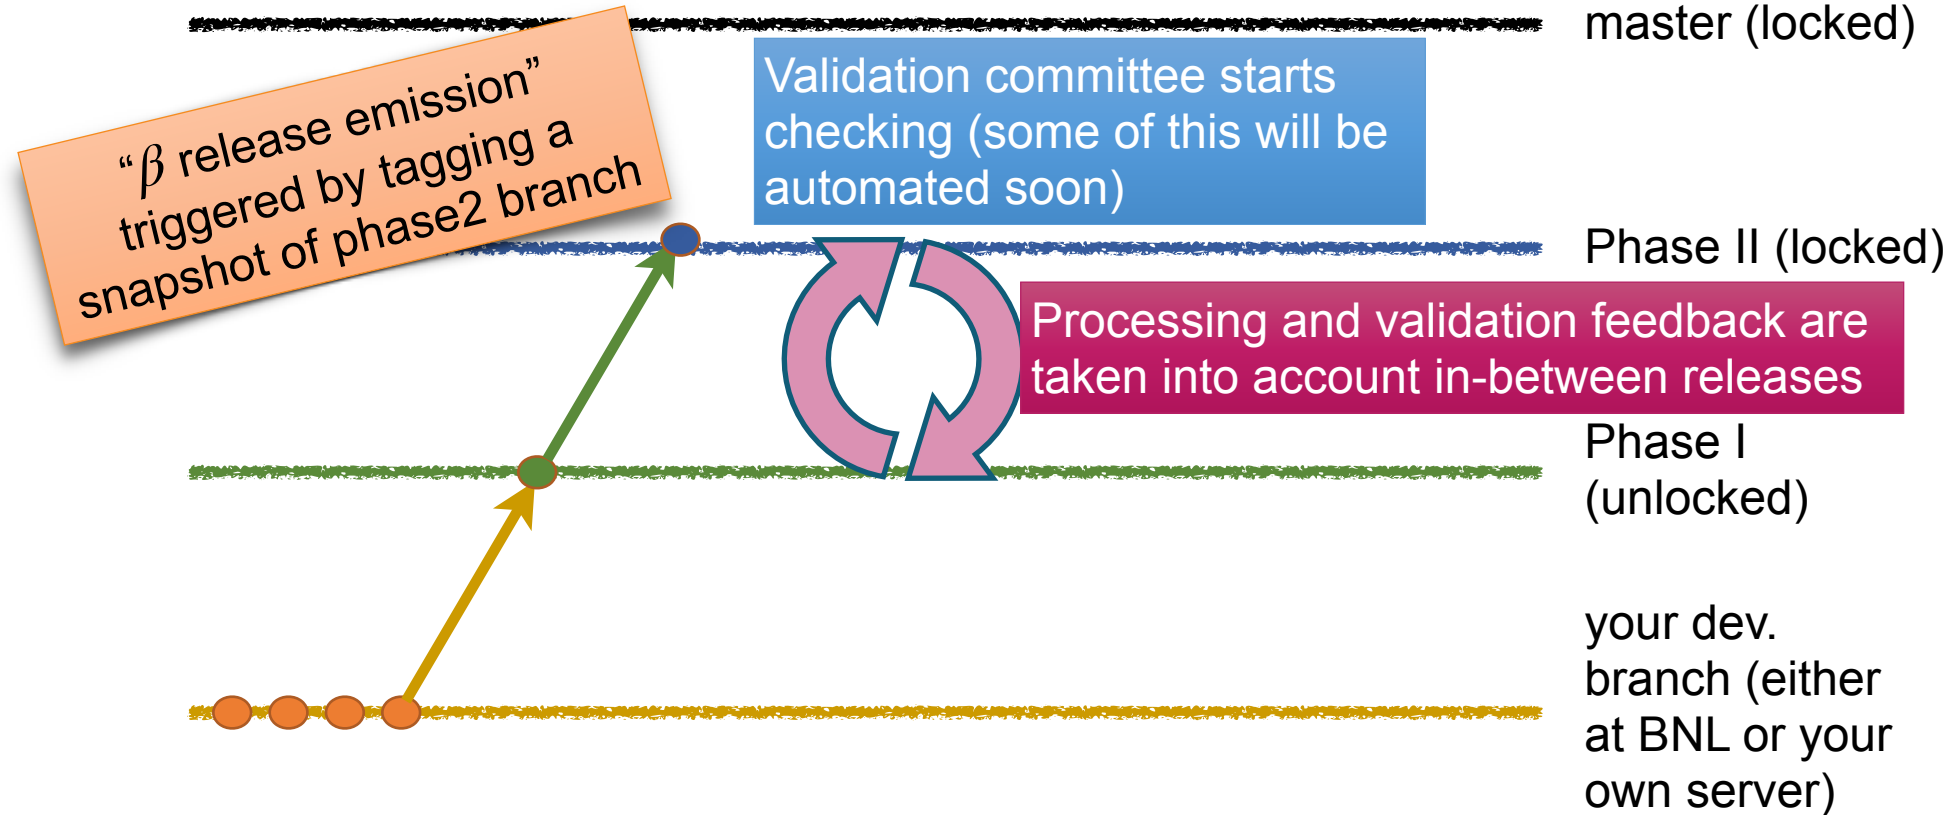 master (locked)
“β release emission”
triggered by tagging a
snapshot of phase2 branch
Validation committee starts
checking (some of this will be
automated soon)
Phase II (locked)
Processing and validation feedback are
taken into account in-between releases
Phase I
(unlocked)
your dev.
branch (either
at BNL or your
own server)